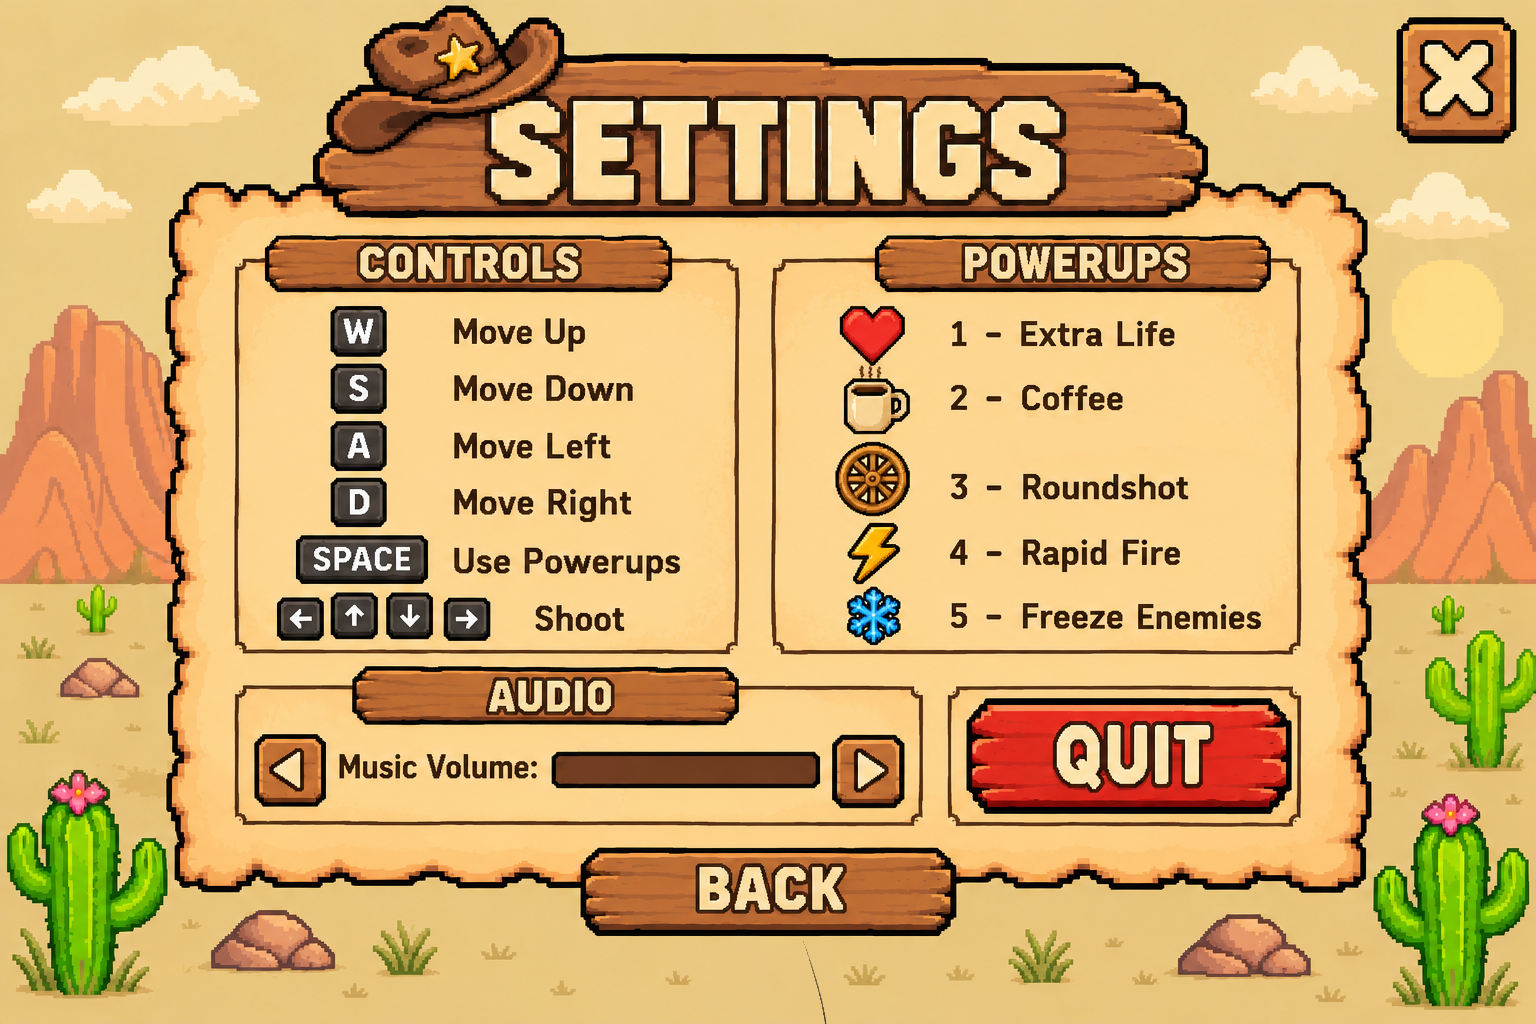 SETTINGS
CONTROLS
W Move Up
S Move Down
A Move Left
D Move Right
SPACE Use Powerups
← ↑ ↓ → Shoot
POWERUPS
1 - Extra Life
2 - Coffee
3 - Roundshot
4 - Rapid Fire
5 - Freeze Enemies
AUDIO
Music Volume:
QUIT
BACK